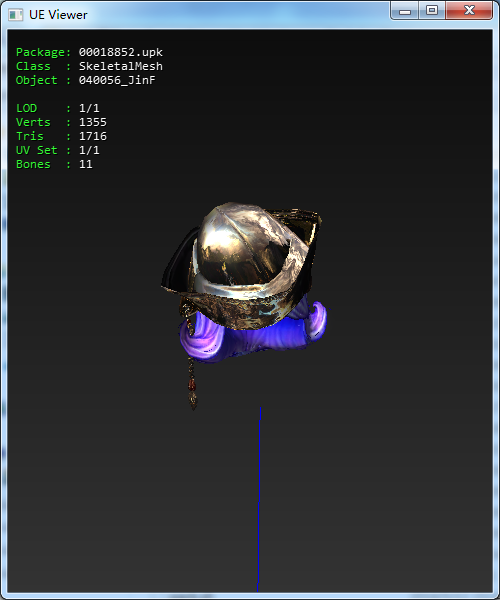 UE Viewer
Package: 00018852.upk
Class : SkeletalMesh
Object : 040056_JinF
LOD : 1/1
Verts : 1355
Tris : 1716
UV Set : 1/1
Bones : 11